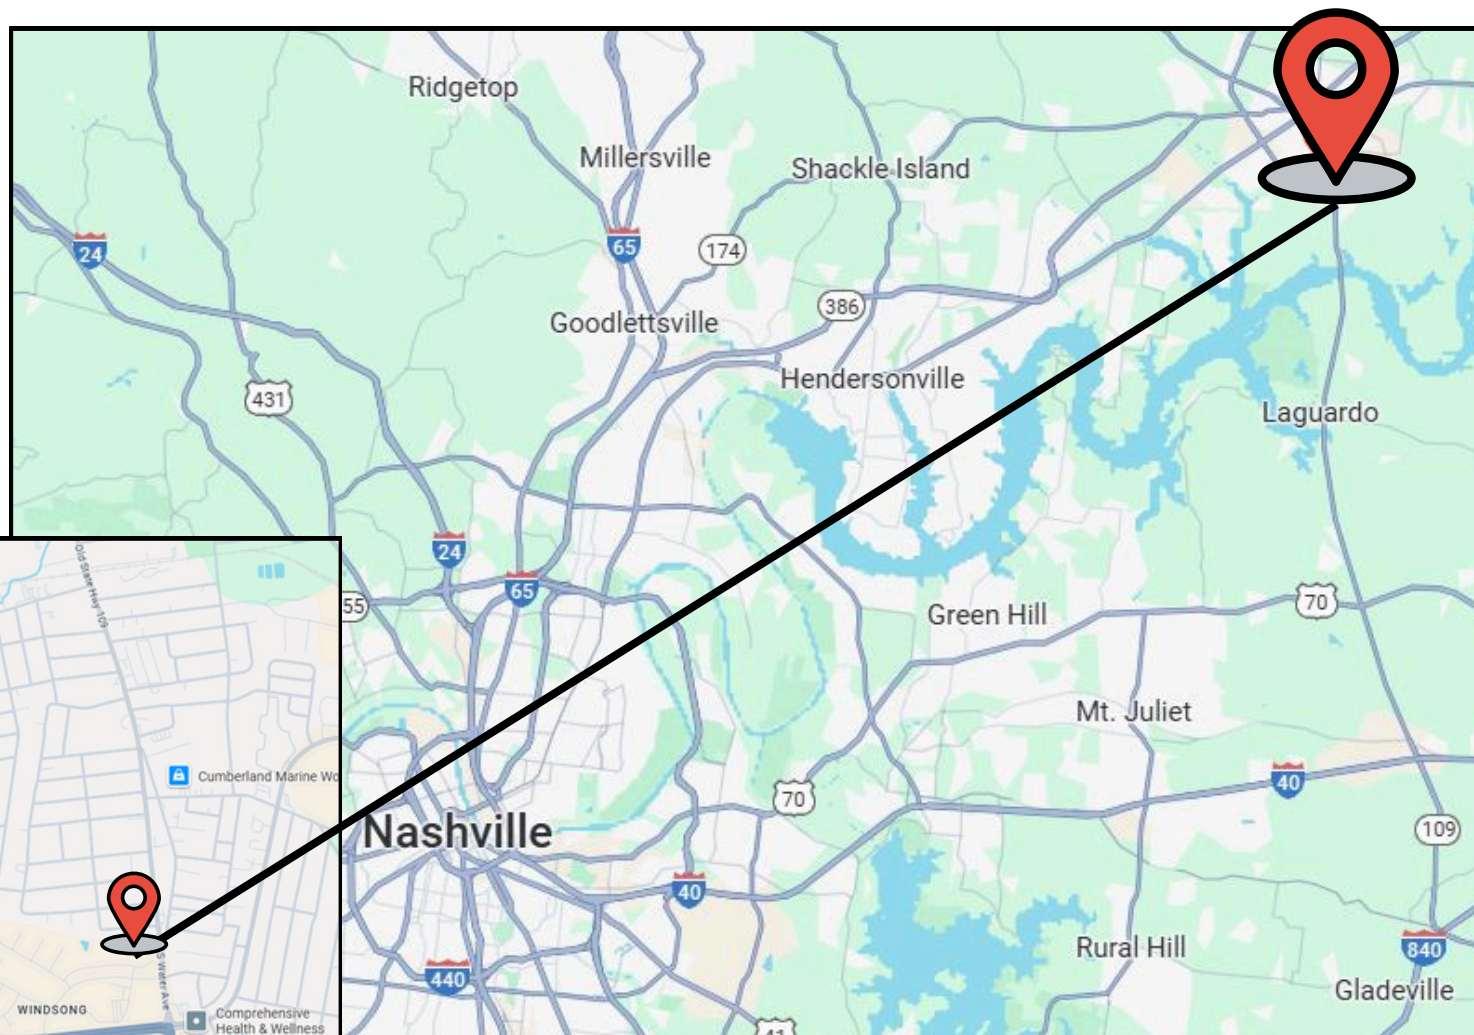 Ridgetop
Millersville
Shackle Island
24
65
174
386
Goodlettsville
Hendersonville
431
Laguardo
24
65
55
70
Green Hill
Mt. Juliet
40
70
109
Nashville
40
440
Rural Hill
840
Gladeville
41
Old State Hwy 109
Cumberland Marine Wo
S Water Ave
WINDSONG
Comprehensive
Health & Wellness